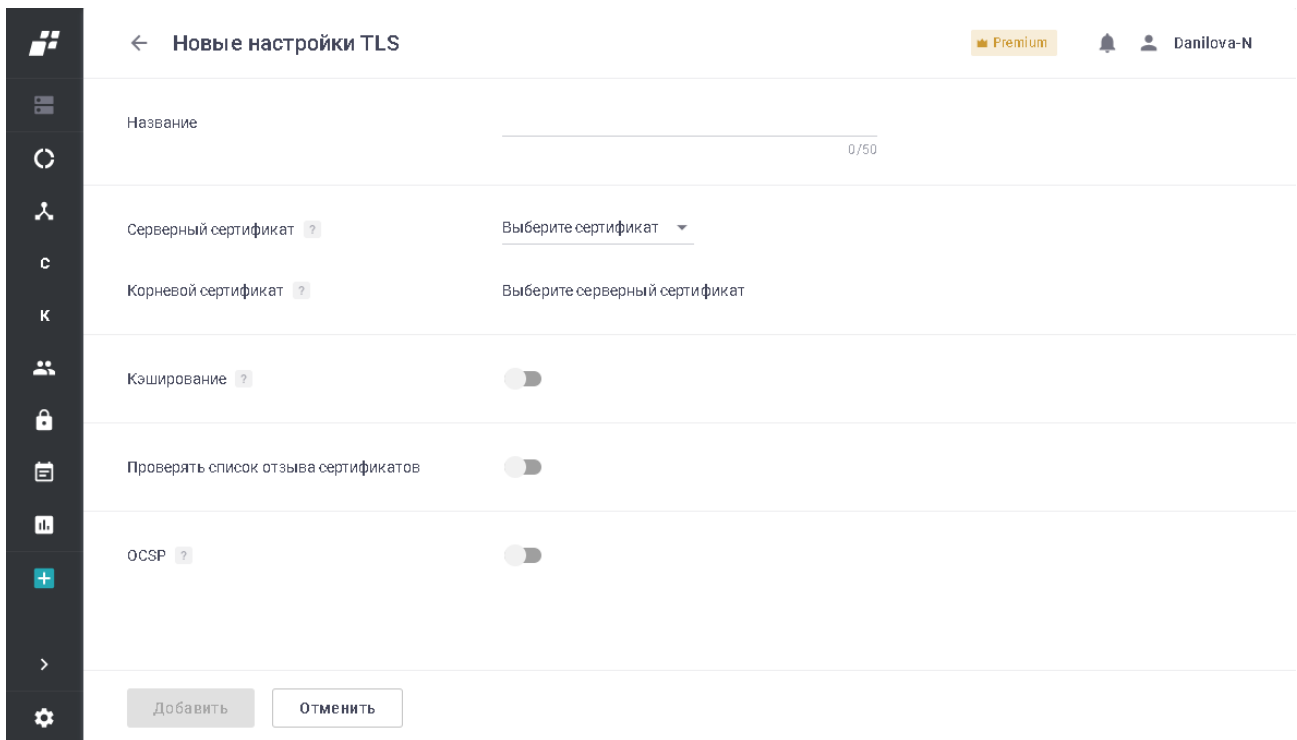 Новые настройки TLS
Premium
Danilova-N
Название
0/50
Серверный сертификат ?
Выберите сертификат
Корневой сертификат ?
Выберите серверный сертификат
С
К
Кэширование ?
Проверять список отзыва сертификатов
OCSP ?
Добавить
Отменить